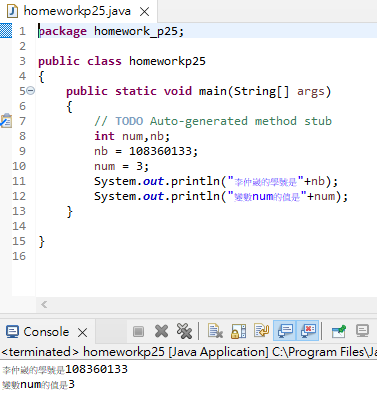 homeworkp25.java
1 package homework_p25;
2
3 public class homeworkp25
4 {
5 public static void main(String[] args)
6 {
7 // TODO Auto-generated method stub
8 int num,nb;
9 nb = 108360133;
10 num = 3;
11 System.out.println("李仲崴的學號是"+nb);
12 System.out.println("變數num的值是"+num);
13 }
14
15 }
16
Console
<terminated> homeworkp25 [Java Application] C:\Program Files\Ja
李仲崴的學號是108360133
變數num的值是3